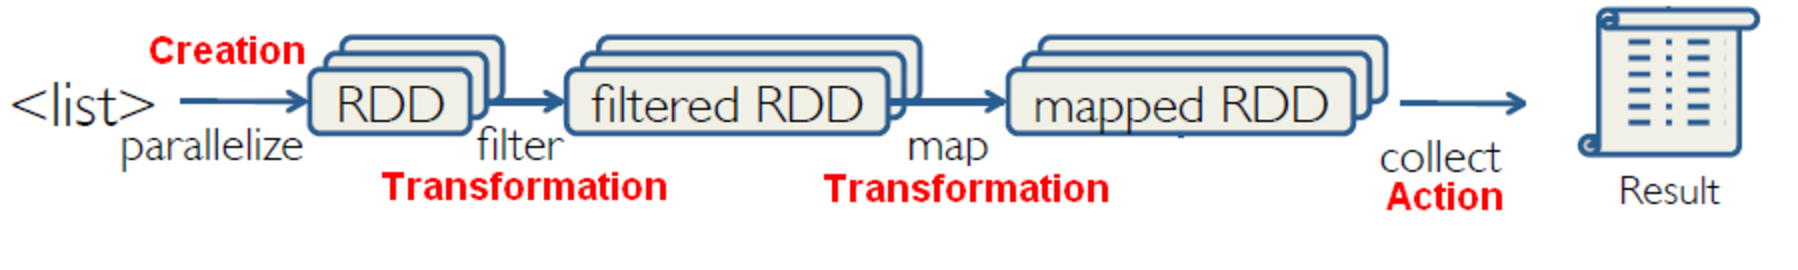 Creation
<list>
parallelize
RDD
filter
Transformation
filtered RDD
map
Transformation
mapped RDD
collect
Action
Result